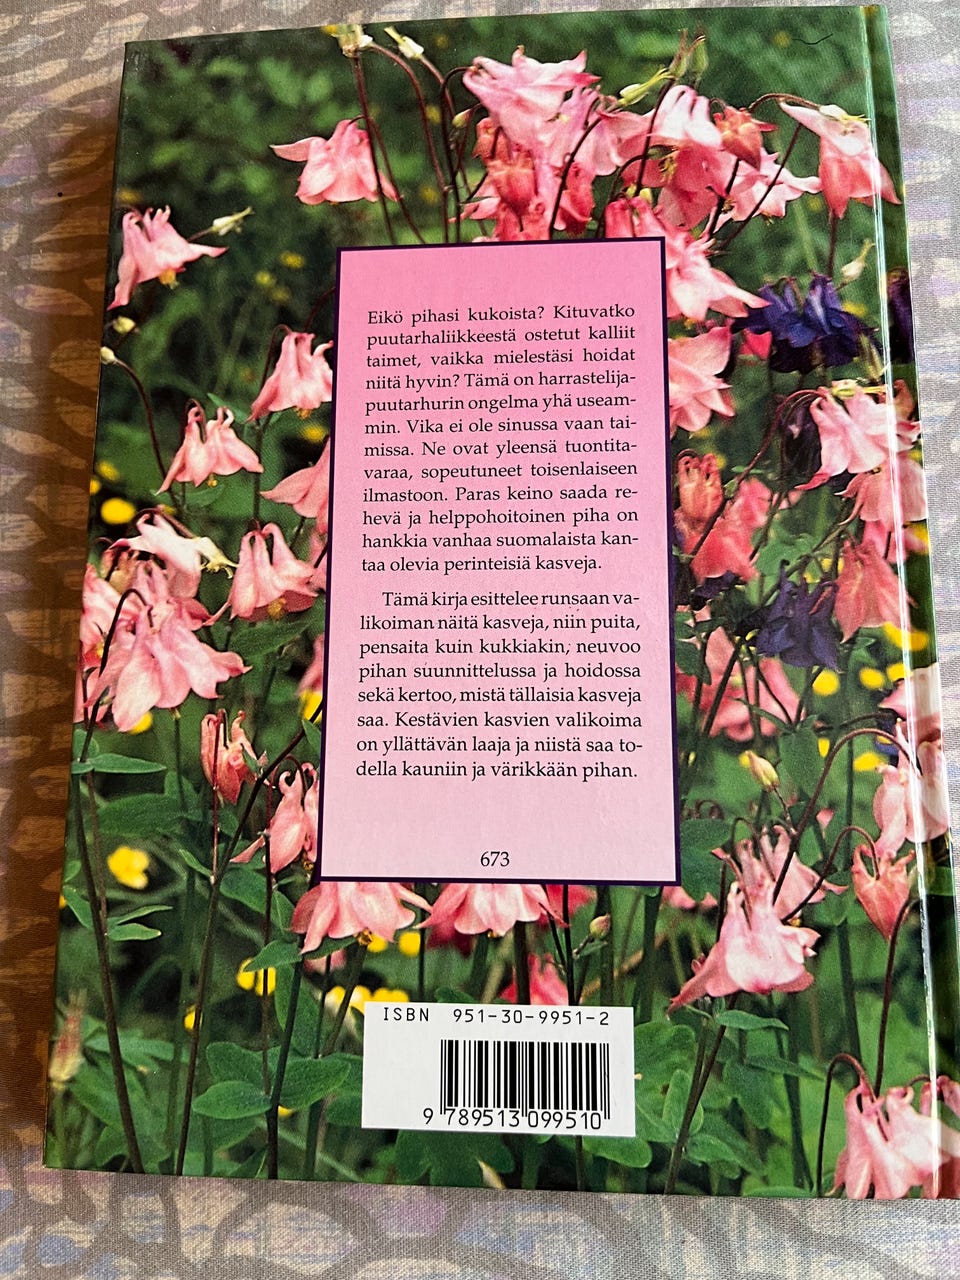 Eikö pihasi kukoista? Kituvatko
puutarhaliikkeestä ostetut kalliit
taimet, vaikka mielestäsi hoidat
niitä hyvin? Tämä on harrastelija-
puutarhurin ongelma yhä useam-
min. Vika ei ole sinussa vaan tai-
missa. Ne ovat yleensä tuontita-
varaa, sopeutuneet toisenlaiseen
ilmastoon. Paras keino saada re-
hevä ja helppohoitoinen piha on
hankkia vanhaa suomalaista kan-
taa olevia perinteisiä kasveja.
Tämä kirja esittelee runsaan va-
likoiman näitä kasveja, niin puita,
pensaita kuin kukkiakin, neuvoo
pihan suunnittelussa ja hoidossa
sekä kertoo, mistä tällaisia kasveja
saa. Kestävien kasvien valikoima
on yllättävän laaja ja niistä saa to-
della kauniin ja värikkään pihan.
673
ISBN 951-30-9951-2
9 789513 099510